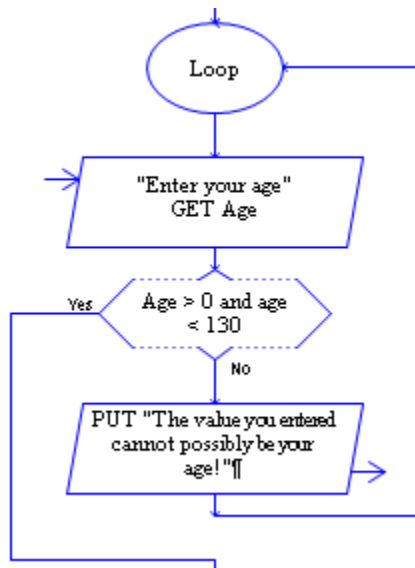 Loop
"Enter your age"
GET Age
Yes
Age > 0 and age
< 130
No
PUT "The value you entered
cannot possibly be your
age!"¶